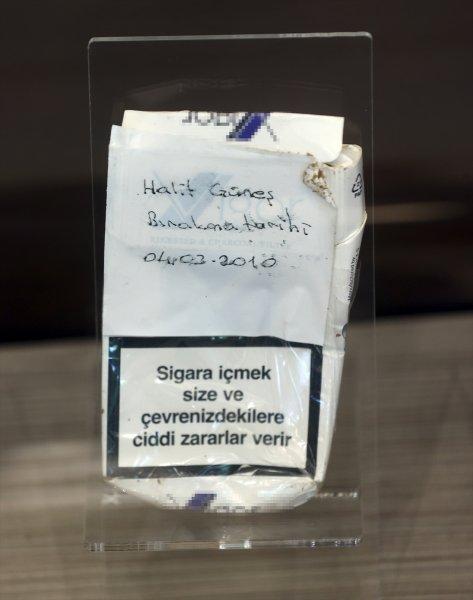 Halit Güneş
Bırakma tarihi
04.03-2010
Sigara içmek
size ve
çevrenizdekilere
ciddi zararlar verir